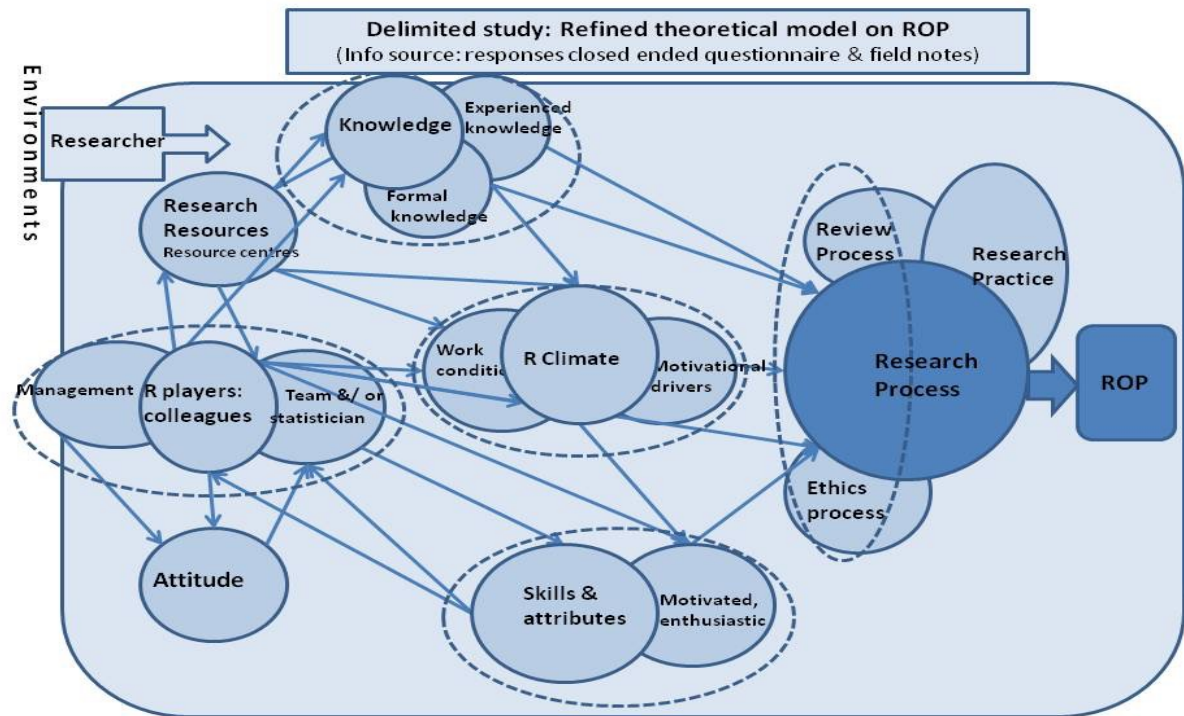 Delimited study: Refined theoretical model on ROP
(Info source: responses closed ended questionnaire & field notes)
Environments
Researcher
Knowledge
Experienced
knowledge
Formal
knowledge
Research
Resources
Resource centres
Review
Process
Research
Practice
Management
R players:
colleagues
Team &/ or
statistician
Work
conditio
R Climate
Motivational
drivers
Research
Process
ROP
Ethics
process
Attitude
Skills &
attributes
Motivated,
enthusiastic